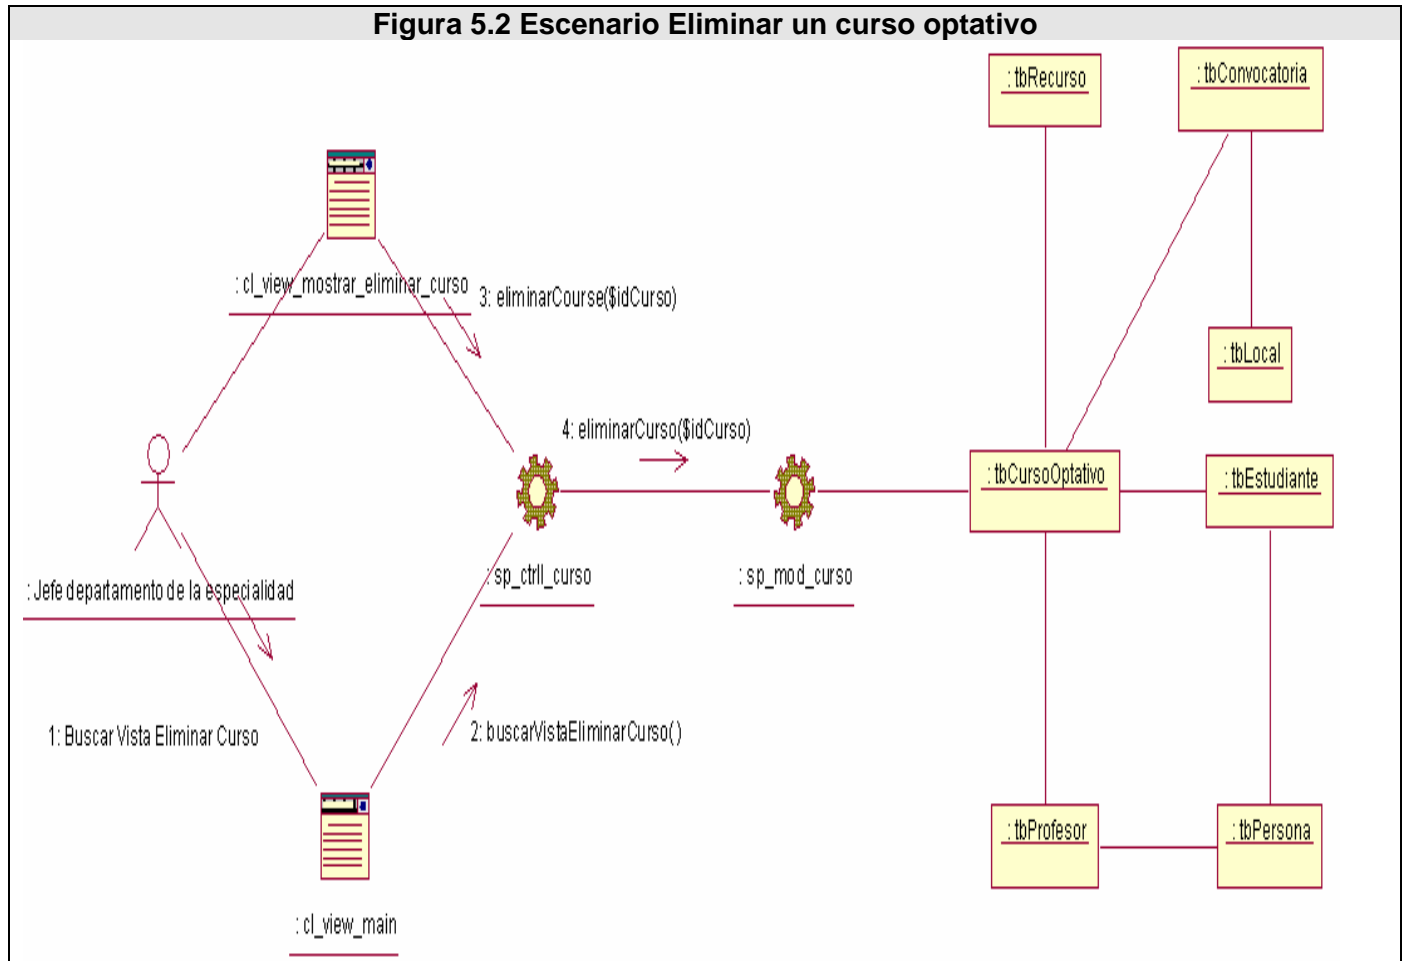 Figura 5.2 Escenario Eliminar un curso optativo
: tbRecurso
: tbConvocatoria
: cl_view_mostrar_eliminar_curso
3: eliminarCourse($idCurso)
: tbLocal
4: eliminarCurso($idCurso)
: tbCursoOptativo
: tbEstudiante
: Jefe departamento de la especialidad
: sp_ctrll_curso
: sp_mod_curso
1: Buscar Vista Eliminar Curso
2: buscarVistaEliminarCurso( )
: tbProfesor
: tbPersona
: cl_view_main